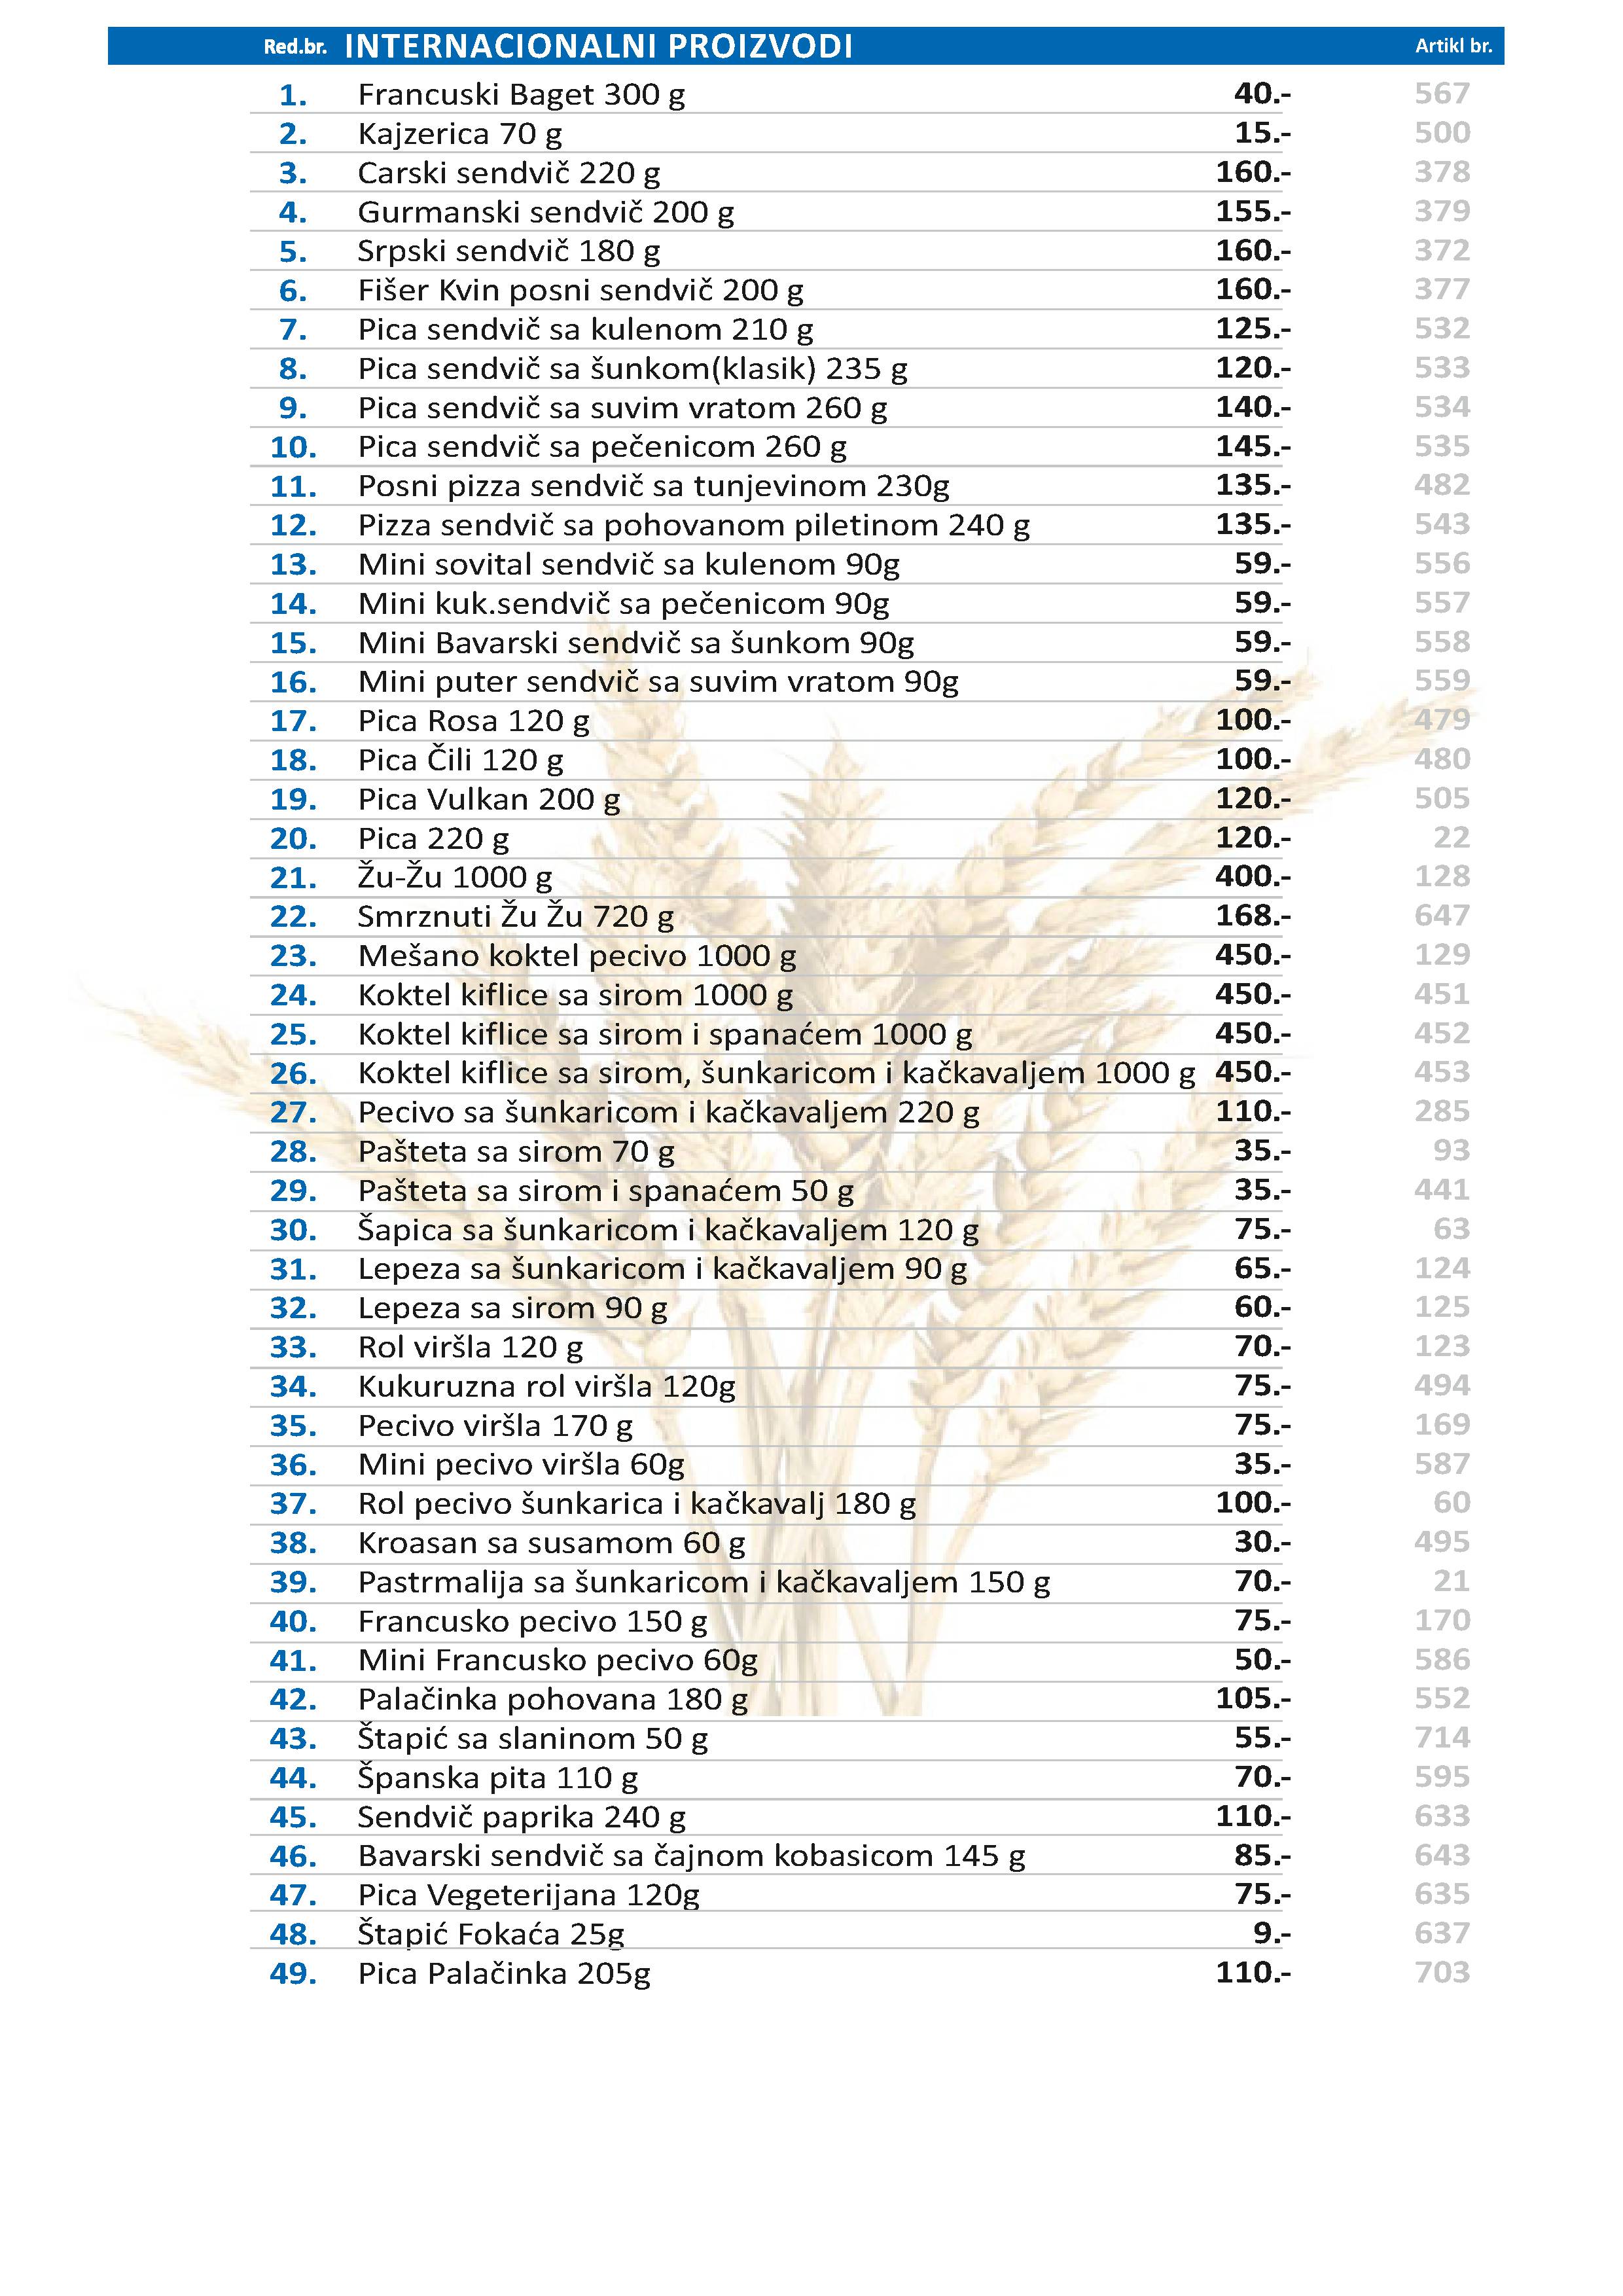 Red.br. INTERNACIONALNI PROIZVODI Artikl br.
1. Francuski Baget 300 g 40.- 567
2. Kajzerica 70 g 15.- 500
3. Carski sendvič 220 g 160.- 378
4. Gurmanski sendvič 200 g 155.- 379
5. Srpski sendvič 180 g 160.- 372
6. Fišer Kvin posni sendvič 200 g 160.- 377
7. Pica sendvič sa kulenom 210 g 125.- 532
8. Pica sendvič sa šunkom(klasik) 235 g 120.- 533
9. Pica sendvič sa suvim vratom 260 g 140.- 534
10. Pica sendvič sa pečenicom 260 g 145.- 535
11. Posni pizza sendvič sa tunjevinom 230g 135.- 482
12. Pizza sendvič sa pohovanom piletinom 240 g 135.- 543
13. Mini sovital sendvič sa kulenom 90g 59.- 556
14. Mini kuk.sendvič sa pečenicom 90g 59.- 557
15. Mini Bavarski sendvič sa šunkom 90g 59.- 558
16. Mini puter sendvič sa suvim vratom 90g 59.- 559
17. Pica Rosa 120 g 100.- 479
18. Pica Čili 120 g 100.- 480
19. Pica Vulkan 200 g 120.- 505
20. Pica 220 g 120.- 22
21. Žu-Žu 1000 g 400.- 128
22. Smrznuti Žu Žu 720 g 168.- 647
23. Mešano koktel pecivo 1000 g 450.- 129
24. Koktel kiflice sa sirom 1000 g 450.- 451
25. Koktel kiflice sa sirom i spanaćem 1000 g 450.- 452
26. Koktel kiflice sa sirom, šunkaricom i kačkavaljem 1000 g 450.- 453
27. Pecivo sa šunkaricom i kačkavaljem 220 g 110.- 285
28. Pašteta sa sirom 70 g 35.- 93
29. Pašteta sa sirom i spanaćem 50 g 35.- 441
30. Šapica sa šunkaricom i kačkavaljem 120 g 75.- 63
31. Lepeza sa šunkaricom i kačkavaljem 90 g 65.- 124
32. Lepeza sa sirom 90 g 60.- 125
33. Rol viršla 120 g 70.- 123
34. Kukuruzna rol viršla 120g 75.- 494
35. Pecivo viršla 170 g 75.- 169
36. Mini pecivo viršla 60g 35.- 587
37. Rol pecivo šunkarica i kačkavalj 180 g 100.- 60
38. Kroasan sa susamom 60 g 30.- 495
39. Pastrmalija sa šunkaricom i kačkavaljem 150 g 70.- 21
40. Francusko pecivo 150 g 75.- 170
41. Mini Francusko pecivo 60g 50.- 586
42. Palačinka pohovana 180 g 105.- 552
43. Štapić sa slaninom 50 g 55.- 714
44. Španska pita 110 g 70.- 595
45. Sendvič paprika 240 g 110.- 633
46. Bavarski sendvič sa čajnom kobasicom 145 g 85.- 643
47. Pica Vegeterijana 120g 75.- 635
48. Štapić Fokaća 25g 9.- 637
49. Pica Palačinka 205g 110.- 703